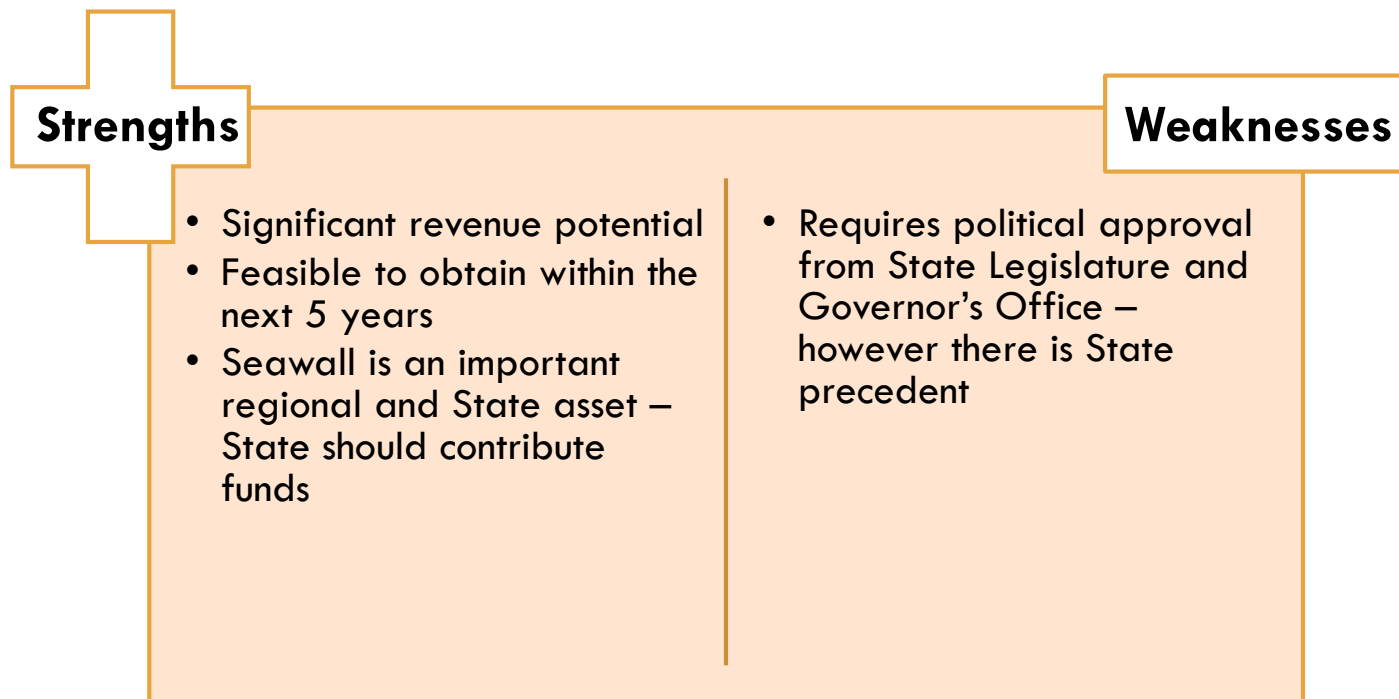 Strengths
Weaknesses
• Significant revenue potential
• Feasible to obtain within the
next 5 years
• Seawall is an important
regional and State asset –
State should contribute
funds
• Requires political approval
from State Legislature and
Governor’s Office –
however there is State
precedent